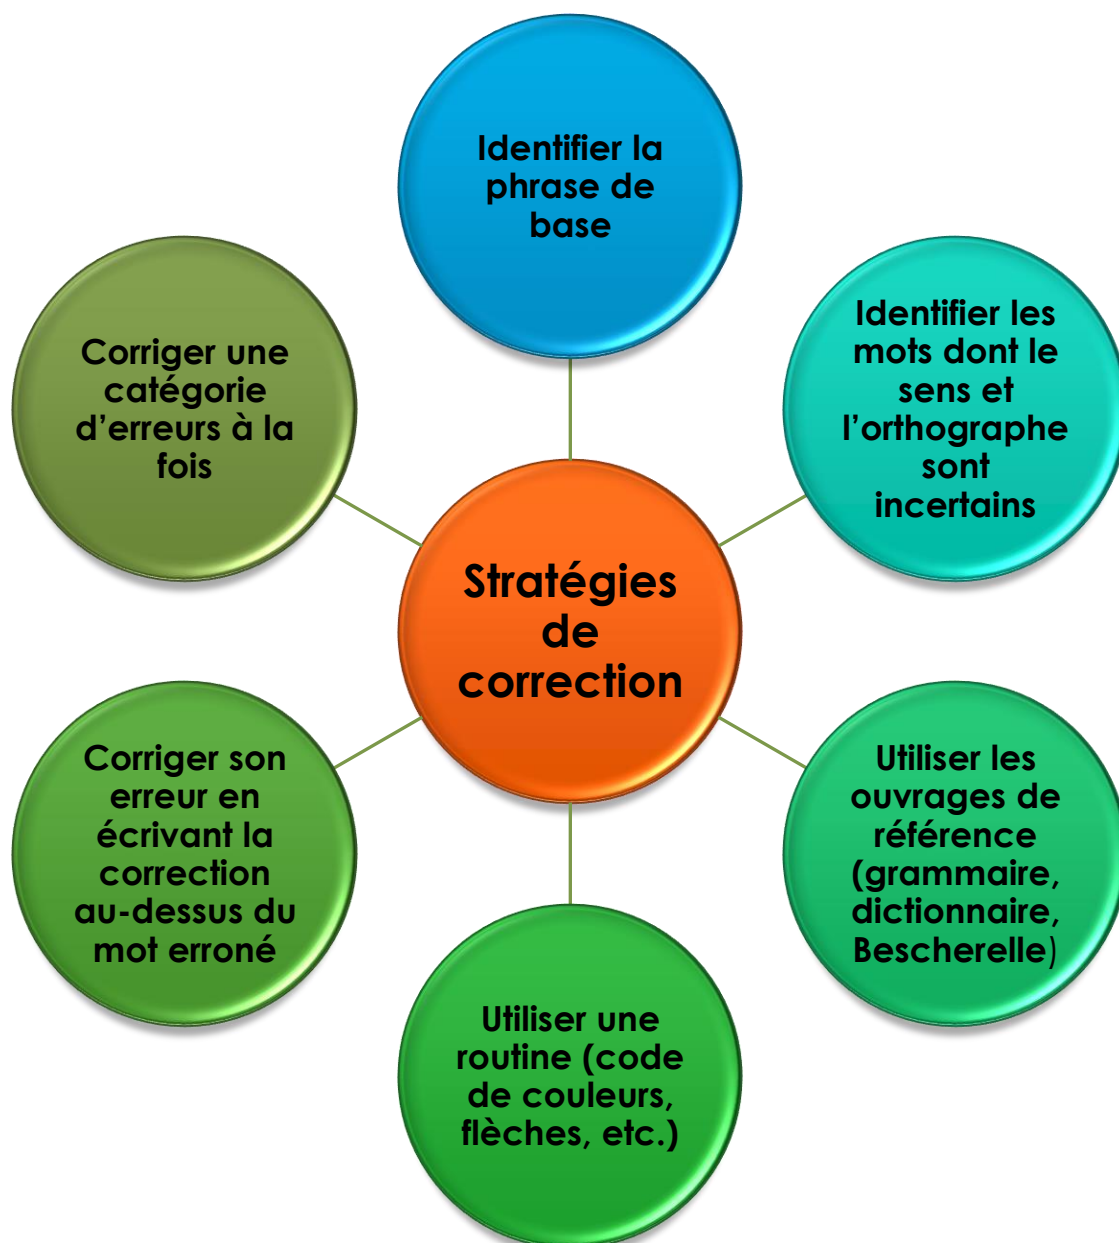 Identifier la
phrase de
base
Identifier les
mots dont le
sens et
l’orthographe
sont
incertains
Utiliser les
ouvrages de
référence
(grammaire,
dictionnaire,
Bescherelle)
Utiliser une
routine (code
de couleurs,
flèches, etc.)
Corriger son
erreur en
écrivant la
correction
au-dessus du
mot erroné
Corriger une
catégorie
d’erreurs à la
fois
Stratégies
de
correction